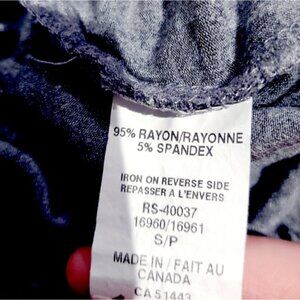 95% RAYON/RAYONNE
5% SPANDEX
IRON ON REVERSE SIDE
REPASSER A L'ENVERS
RS-40037
16960/16961
S/P
MADE IN / FAIT AU
CANADA
CA 51443